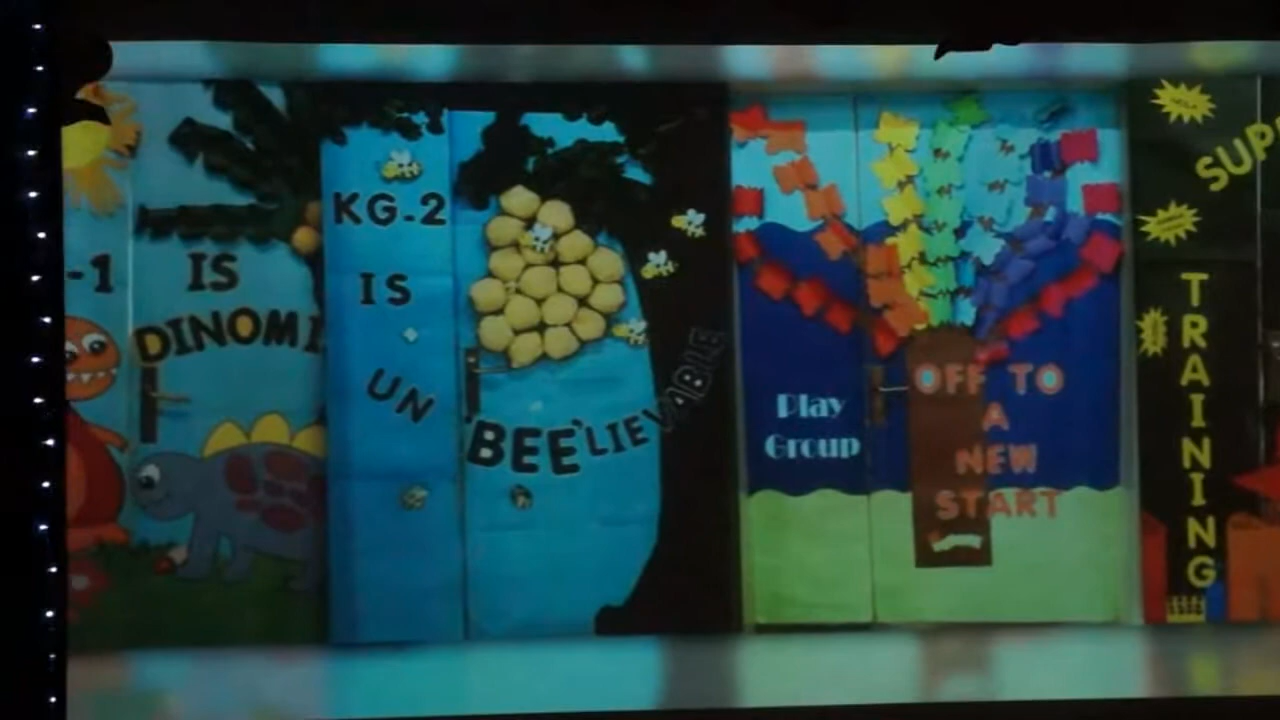 -1
IS
DINOMI
KG-2
IS
UN
BEE'LIEVABLE
Play
Group
OFF TO
A
NEW
START
SUP
TRAINING